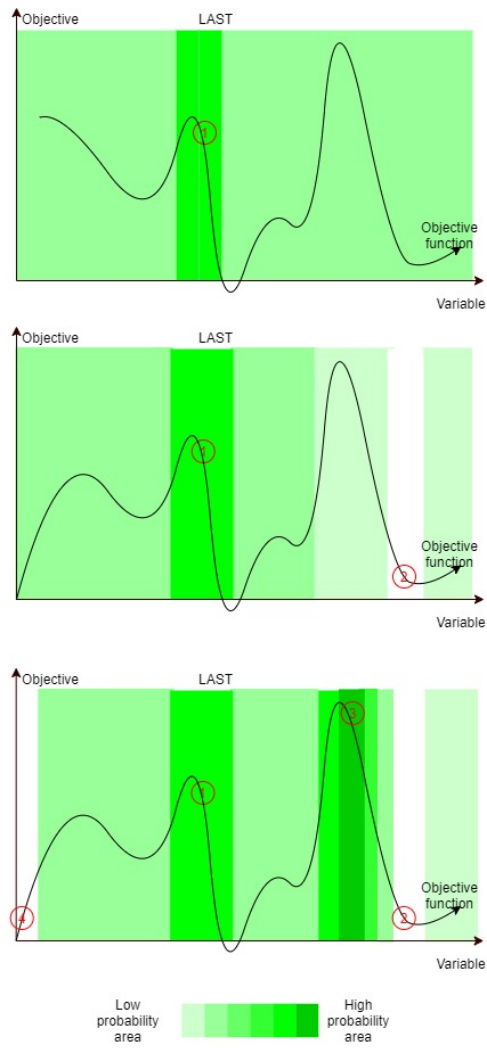 Objective LAST
1
Objective
function
Variable
Objective LAST
1
Objective
function
2
Variable
Objective LAST
3
1
Objective
function
4
2
Variable
Low
probability
area
High
probability
area